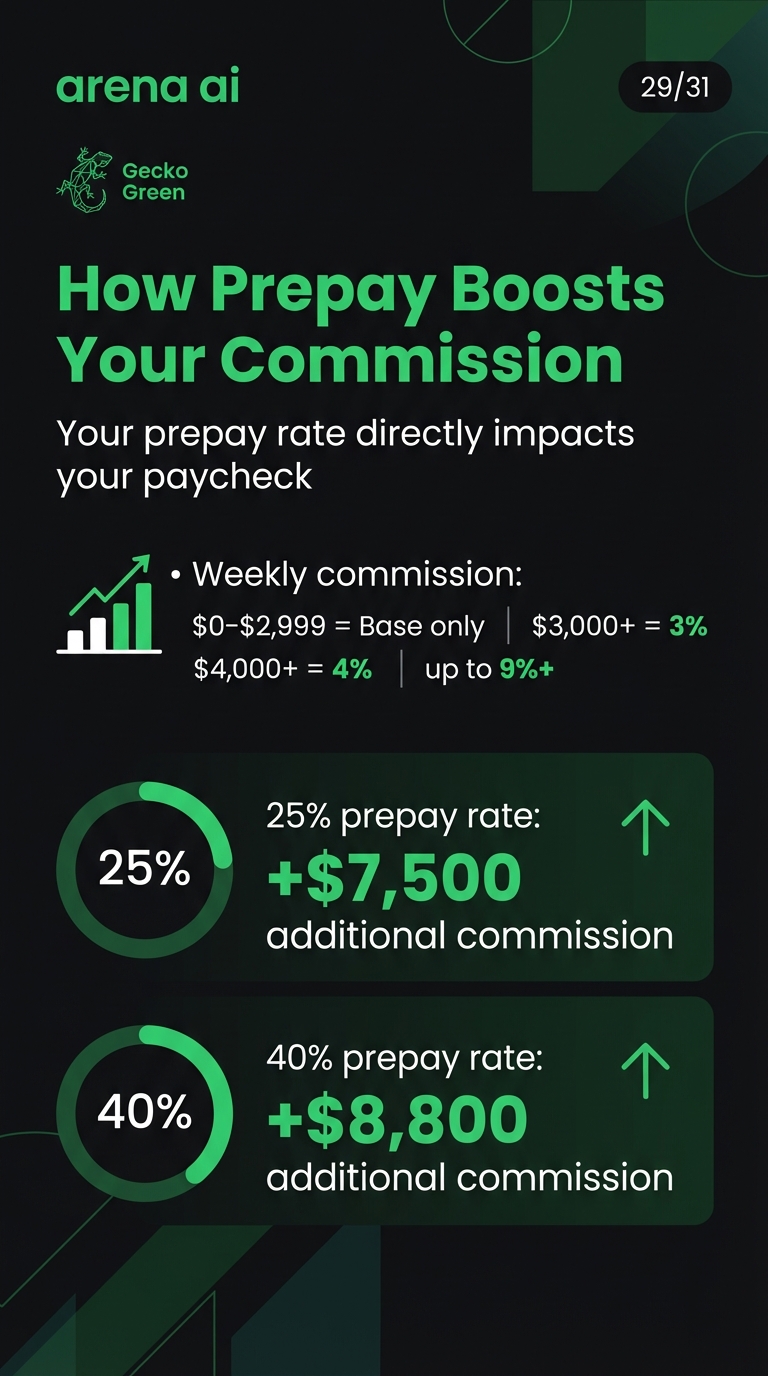 arena ai
29/31
Gecko
Green
How Prepay Boosts
Your Commission
Your prepay rate directly impacts
your paycheck
• Weekly commission:
$0–$2,999 = Base only | $3,000+ = 3%
$4,000+ = 4% | up to 9%+
25%
25% prepay rate:
+$7,500
additional commission
40%
40% prepay rate:
+$8,800
additional commission